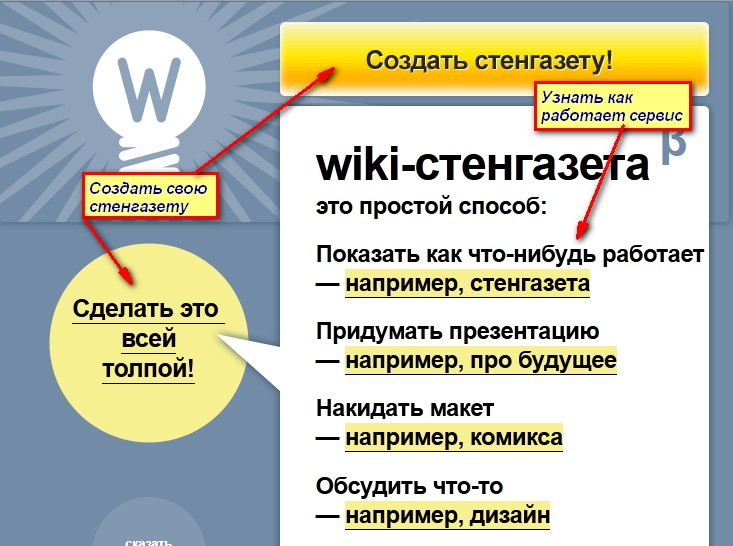 W
Создать стенгазету!
Узнать как
работает сервис
β
wiki-стенгазета
это простой способ:
Создать свою
стенгазету
Показать как что-нибудь работает
— например, стенгазета
Сделать это
всей
толпой!
Придумать презентацию
— например, про будущее
Накидать макет
— например, комикса
Обсудить что-то
— например, дизайн
сказать